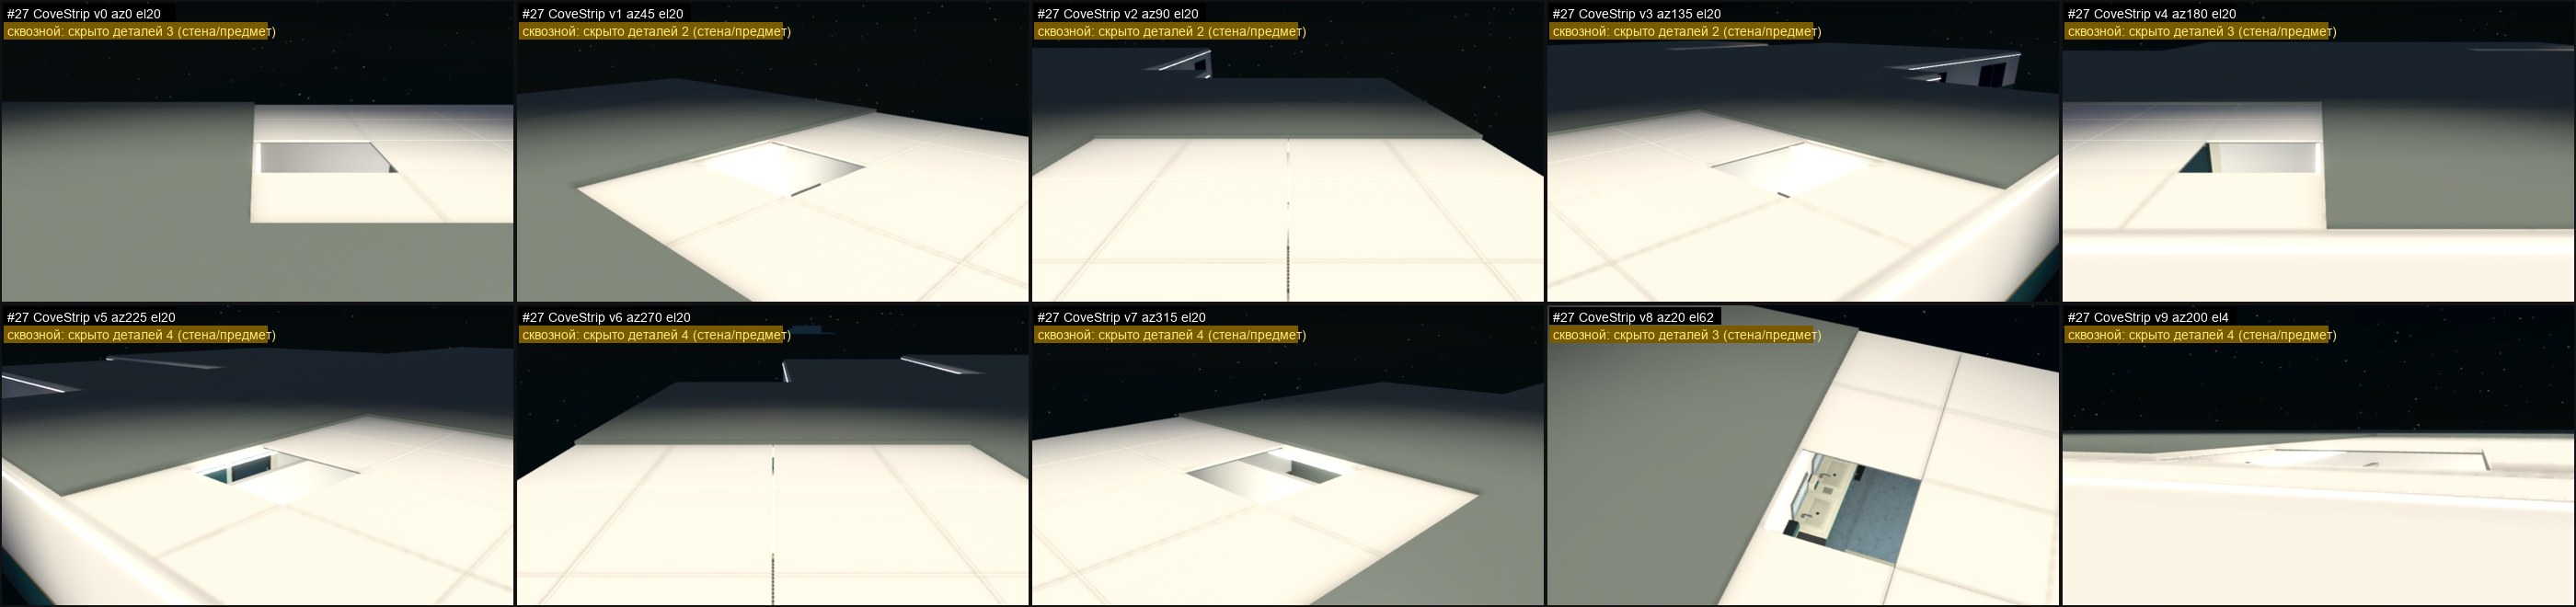 #27 CoveStrip v0 az0 el20
сквозной: скрыто деталей 3 (стена/предмет)
#27 CoveStrip v1 az45 el20
сквозной: скрыто деталей 2 (стена/предмет)
#27 CoveStrip v2 az90 el20
сквозной: скрыто деталей 2 (стена/предмет)
#27 CoveStrip v3 az135 el20
сквозной: скрыто деталей 2 (стена/предмет)
#27 CoveStrip v4 az180 el20
сквозной: скрыто деталей 3 (стена/предмет)
#27 CoveStrip v5 az225 el20
сквозной: скрыто деталей 4 (стена/предмет)
#27 CoveStrip v6 az270 el20
сквозной: скрыто деталей 4 (стена/предмет)
#27 CoveStrip v7 az315 el20
сквозной: скрыто деталей 4 (стена/предмет)
#27 CoveStrip v8 az20 el62
сквозной: скрыто деталей 3 (стена/предмет)
#27 CoveStrip v9 az200 el4
сквозной: скрыто деталей 4 (стена/предмет)